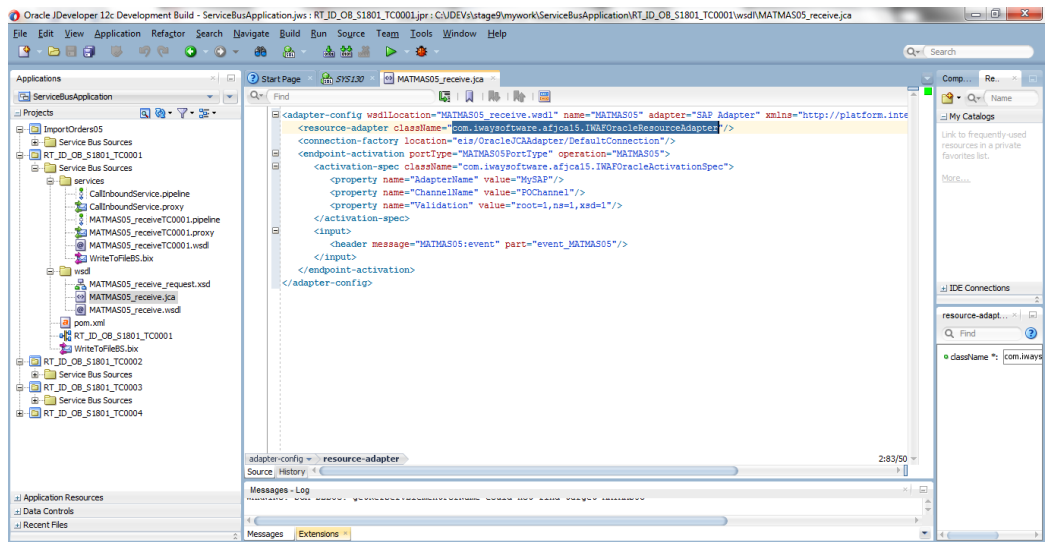 Oracle JDeveloper 12c Development Build - ServiceBusApplication.jws : RT_ID_OB_S1801_TC0001.jpr : C:\JDEVs\stage9\mywork\ServiceBusApplication\RT_ID_OB_S1801_TC0001\wsdl\MATMAS05_receive.jca
File Edit View Application Refactor Search Navigate Build Run Source Team Tools Window Help
Search
Applications
ServiceBusApplication
Projects
ImportOrders05
Service Bus Sources
RT_ID_OB_S1801_TC0001
Service Bus Sources
services
CallInboundService.pipeline
CallInboundService.proxy
MATMAS05_receiveTC0001.pipeline
MATMAS05_receiveTC0001.proxy
MATMAS05_receiveTC0001.wsdl
WriteToFileBS.bix
wsdl
MATMAS05_receive_request.xsd
MATMAS05_receive.jca
MATMAS05_receive.wsdl
pom.xml
RT_ID_OB_S1801_TC0001
WriteToFileBS.bix
RT_ID_OB_S1801_TC0002
Service Bus Sources
RT_ID_OB_S1801_TC0003
Service Bus Sources
RT_ID_OB_S1801_TC0004
Application Resources
Data Controls
Recent Files
Start Page SYS130 MATMAS05_receive.jca
Find
<adapter-config wsdlLocation="MATMAS05_receive.wsdl" name="MATMAS05" adapter="SAP Adapter" xmlns="http://platform.inte
<resource-adapter className="com.iwaysoftware.afjca15.IWAFOracleResourceAdapter"/>
<connection-factory location="eis/OracleJCAAdapter/DefaultConnection"/>
<endpoint-activation portType="MATMAS05PortType" operation="MATMAS05">
<activation-spec className="com.iwaysoftware.afjca15.IWAFOracleActivationSpec">
<property name="AdapterName" value="MySAP"/>
<property name="ChannelName" value="POChannel"/>
<property name="Validation" value="root=1,ns=1,xsd=1"/>
</activation-spec>
<input>
<header message="MATMAS05:event" part="event_MATMAS05"/>
</input>
</endpoint-activation>
</adapter-config>
adapter-config resource-adapter
2:83/50
Source History
Messages - Log
Messages Extensions
Comp... Re...
Name
My Catalogs
Link to frequently-used
resources in a private
favorites list.
More...
IDE Connections
resource-adapt...
Find
className *: com.iways